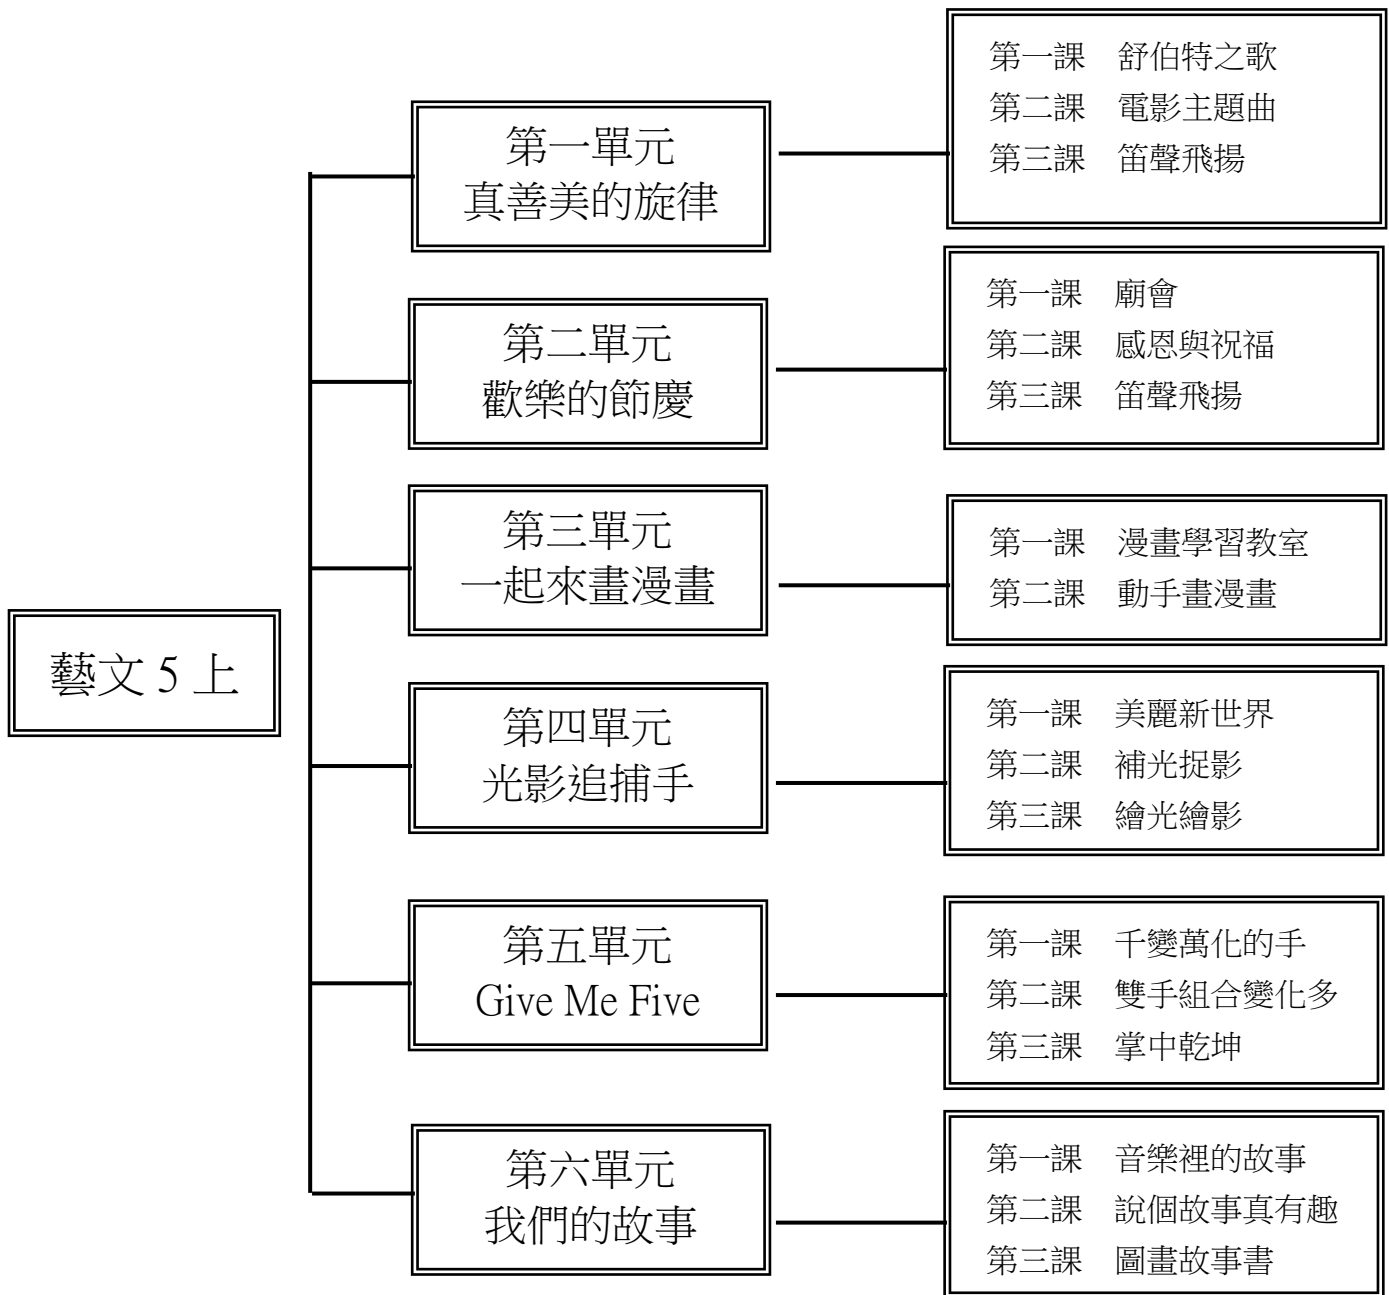 藝文 5 上
第一單元
真善美的旋律
第一課 舒伯特之歌
第二課 電影主題曲
第三課 笛聲飛揚
第二單元
歡樂的節慶
第一課 廟會
第二課 感恩與祝福
第三課 笛聲飛揚
第三單元
一起來畫漫畫
第一課 漫畫學習教室
第二課 動手畫漫畫
第四單元
光影追捕手
第一課 美麗新世界
第二課 補光捉影
第三課 繪光繪影
第五單元
Give Me Five
第一課 千變萬化的手
第二課 雙手組合變化多
第三課 掌中乾坤
第六單元
我們的故事
第一課 音樂裡的故事
第二課 說個故事真有趣
第三課 圖畫故事書